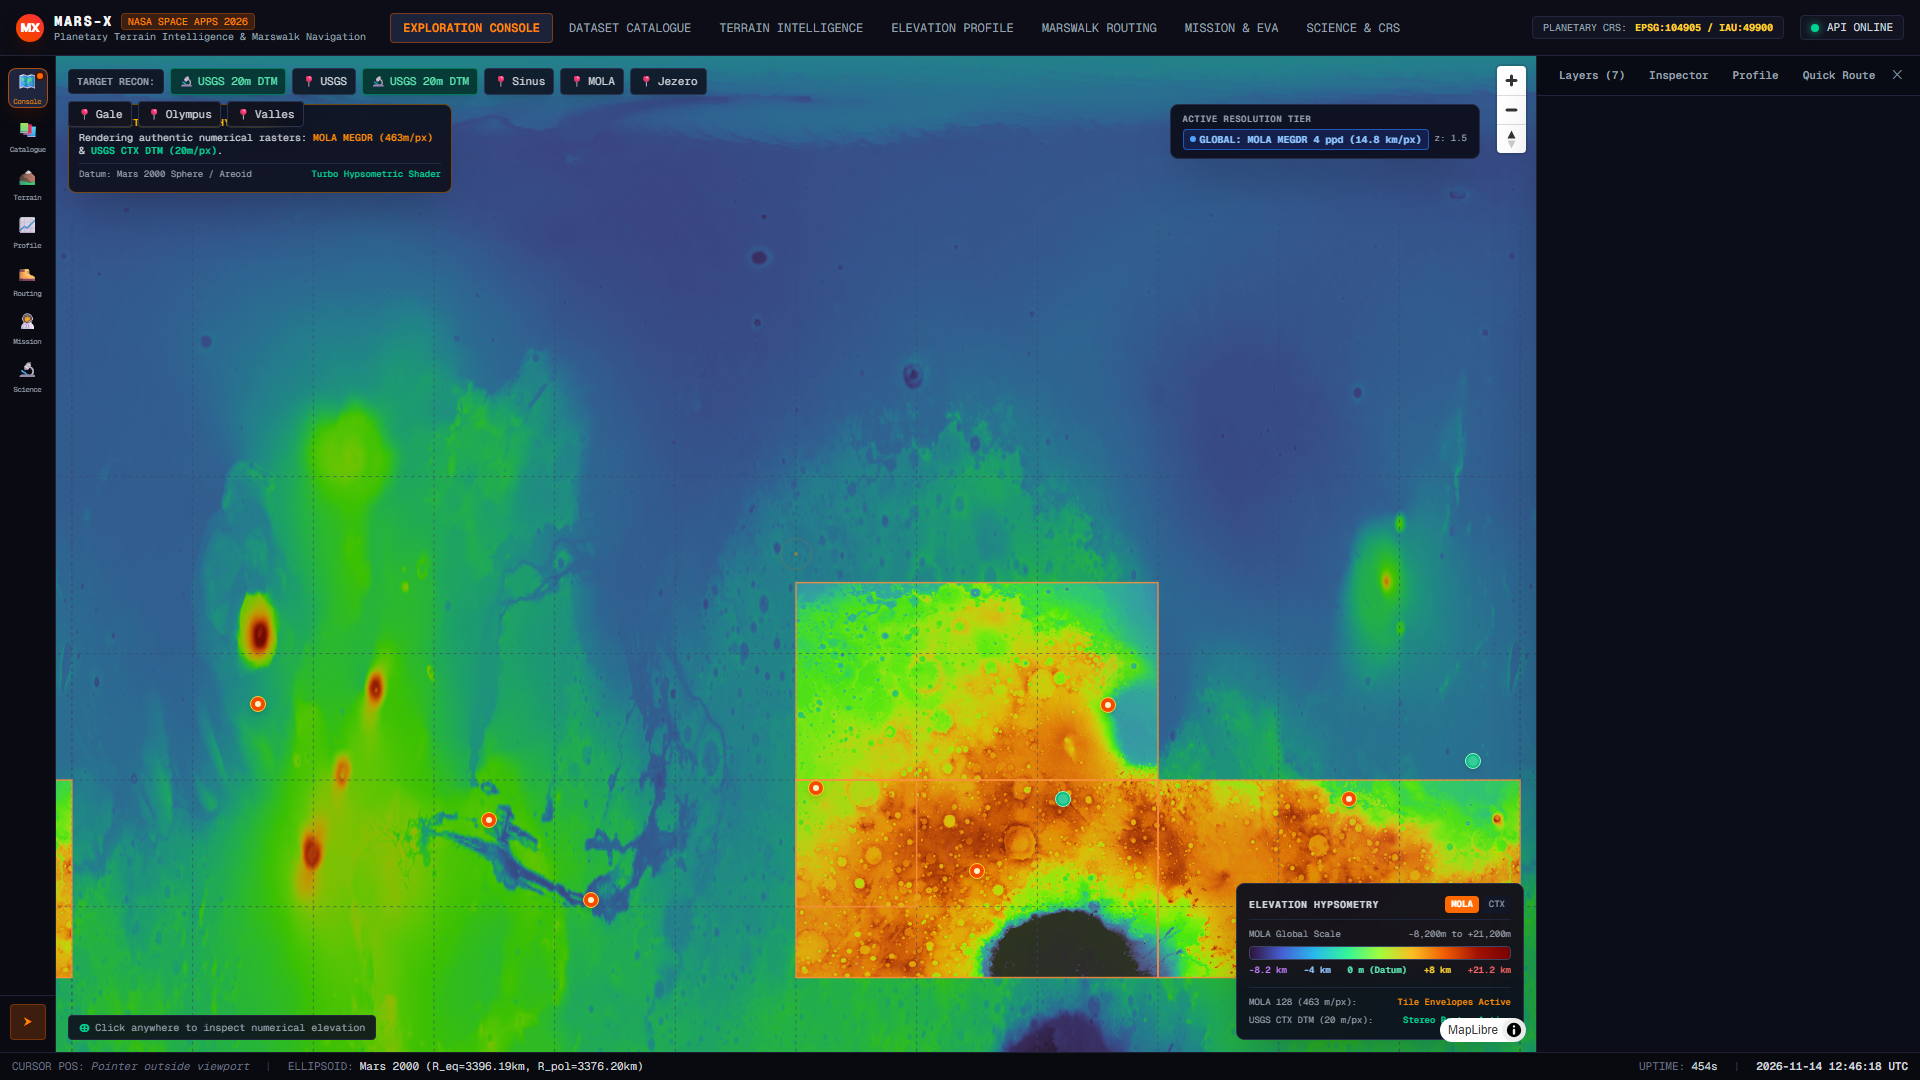 MX
MARS-X NASA SPACE APPS 2026
Planetary Terrain Intelligence & Marswalk Navigation
EXPLORATION CONSOLE DATASET CATALOGUE TERRAIN INTELLIGENCE ELEVATION PROFILE MARSWALK ROUTING MISSION & EVA SCIENCE & CRS
PLANETARY CRS: EPSG:104905 / IAU:49900
API ONLINE
Console
Catalogue
Terrain
Profile
Routing
Mission
Science
TARGET RECON: USGS 20m DTM USGS USGS 20m DTM Sinus MOLA Jezero
Gale Olympus Valles
Rendering authentic numerical rasters: MOLA MEGDR (463m/px)
& USGS CTX DTM (20m/px).
Datum: Mars 2000 Sphere / Areoid Turbo Hypsometric Shader
ACTIVE RESOLUTION TIER
GLOBAL: MOLA MEGDR 4 ppd (14.8 km/px) z: 1.5
Layers (7) Inspector Profile Quick Route
ELEVATION HYPSOMETRY MOLA CTX
MOLA Global Scale -8,200m to +21,200m
-8.2 km -4 km 0 m (Datum) +8 km +21.2 km
MOLA 128 (463 m/px): Tile Envelopes Active
USGS CTX DTM (20 m/px): Stereo
MapLibre
Click anywhere to inspect numerical elevation
CURSOR POS: Pointer outside viewport | ELLIPSOID: Mars 2000 (R_eq=3396.19km, R_pol=3376.20km)
UPTIME: 454s | 2026-11-14 12:46:18 UTC